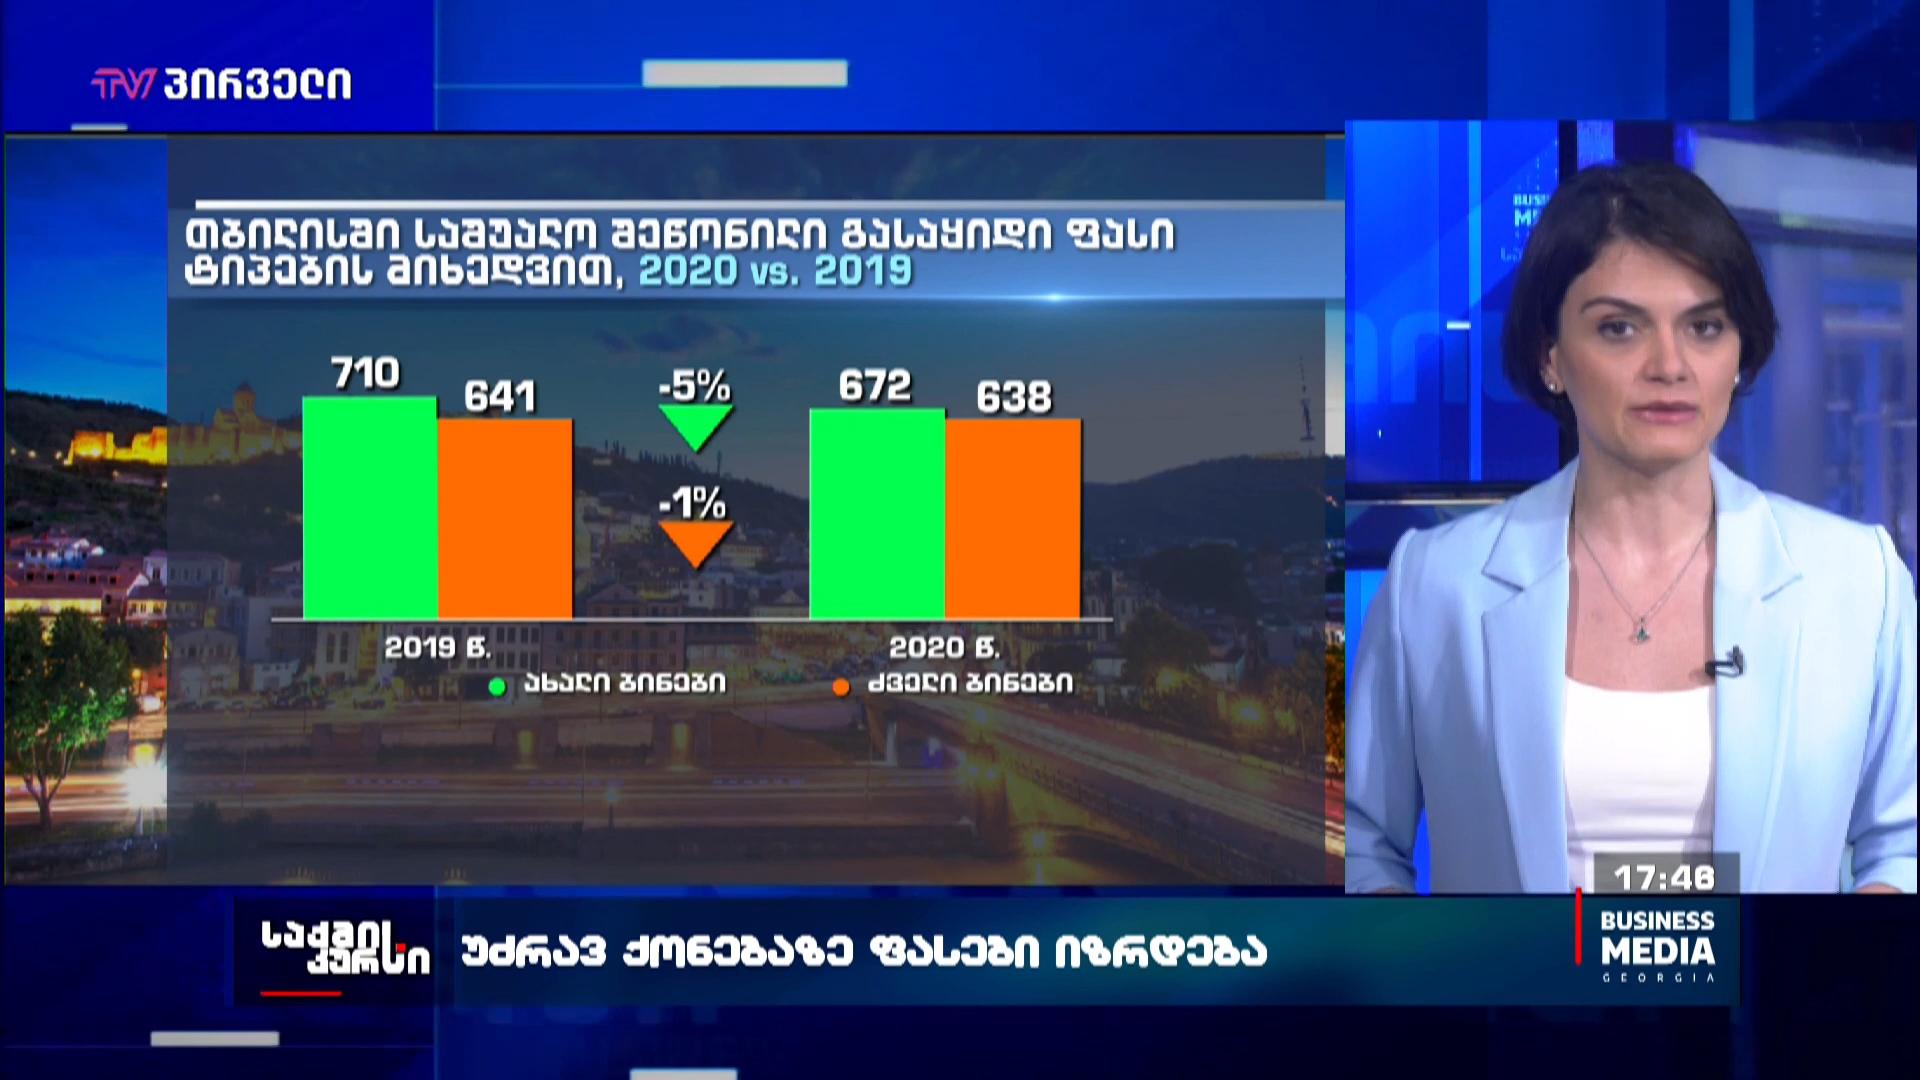 TV ᲞᲘᲠᲕᲔᲚᲘ
ᲗᲑᲘᲚᲘᲡᲨᲘ ᲡᲐᲨᲣᲐᲚᲝ ᲨᲔᲬᲝᲜᲘᲚᲘ ᲒᲐᲡᲐᲧᲘᲓᲘ ᲤᲐᲡᲘ
ᲢᲘᲞᲔᲑᲘᲡ ᲛᲘᲮᲔᲓᲕᲘᲗ, 2020 vs. 2019
710
641
-5%
-1%
672
638
2019 Წ.
2020 Წ.
ᲐᲮᲐᲚᲘ ᲑᲘᲜᲔᲑᲘ
ᲫᲕᲔᲚᲘ ᲑᲘᲜᲔᲑᲘ
17:46
ᲡᲐᲥᲛᲘᲡ
ᲙᲣᲠᲡᲘ
ᲣᲫᲠᲐᲕ ᲥᲝᲜᲔᲑᲐᲖᲔ ᲤᲐᲡᲔᲑᲘ ᲘᲖᲠᲓᲔᲑᲐ
BUSINESS
MEDIA
GEORGIA